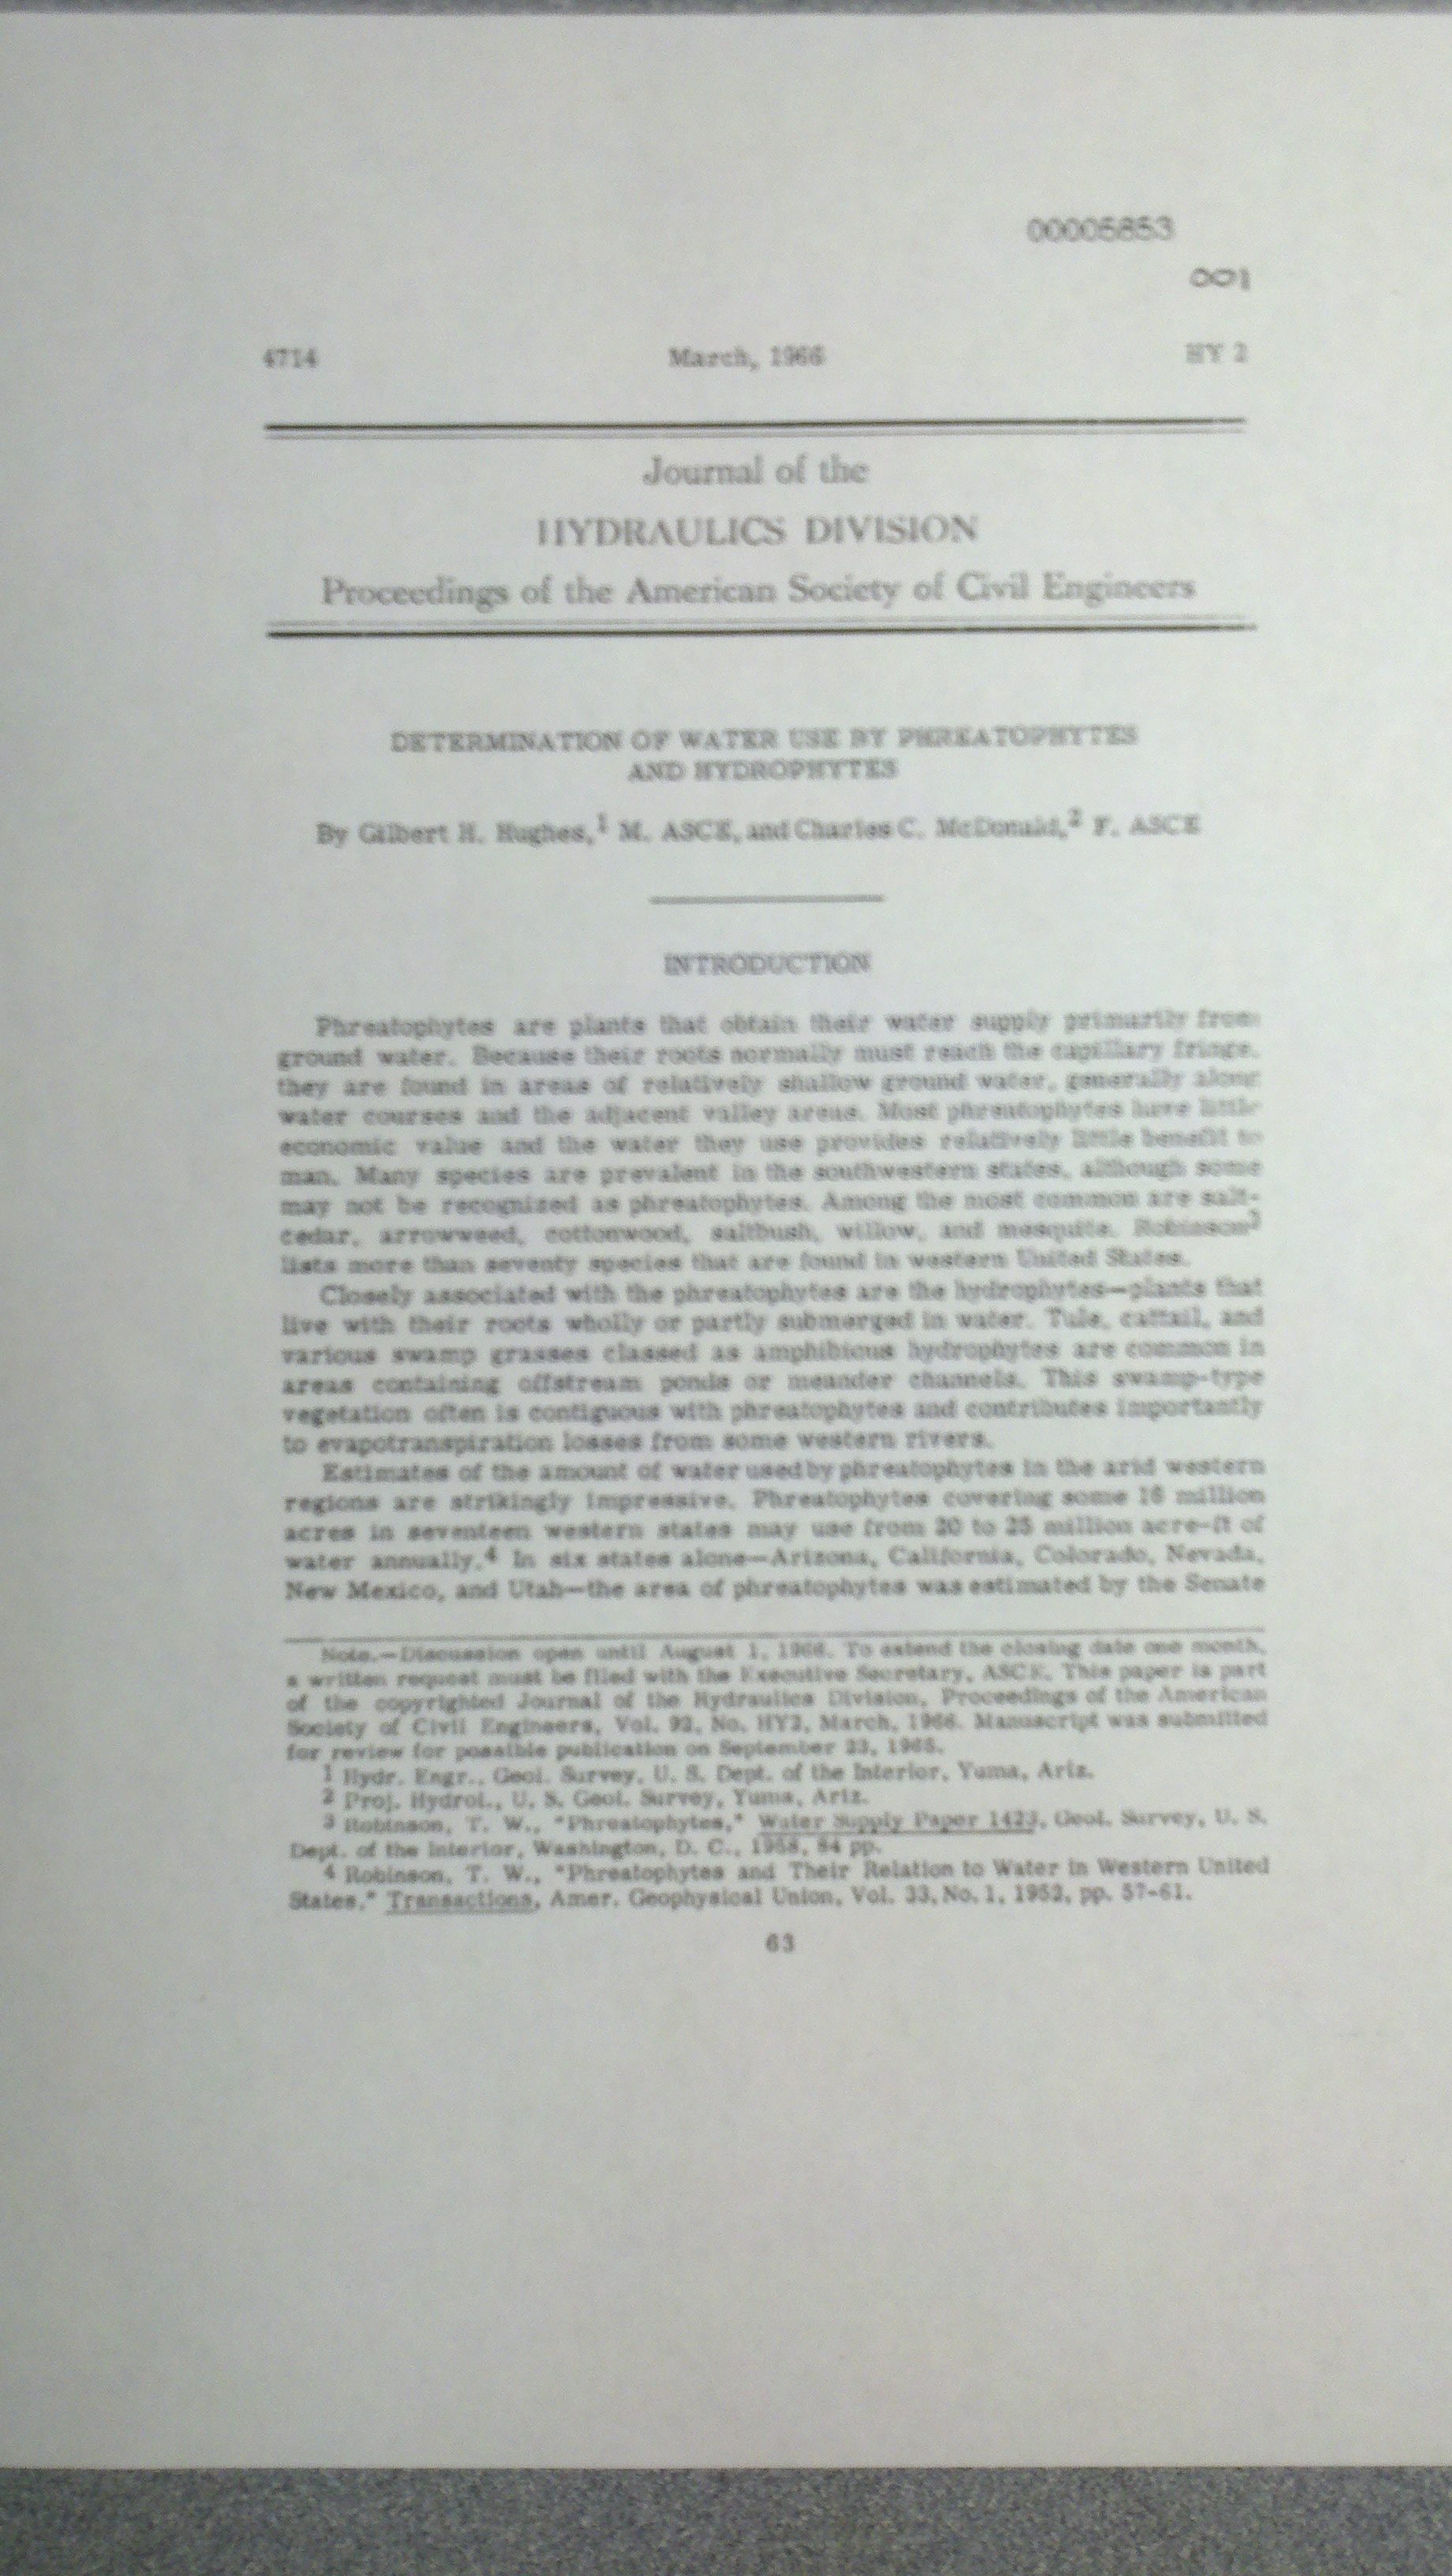 00005853
001
4714 March, 1966 HY 2
Journal of the
HYDRAULICS DIVISION
Proceedings of the American Society of Civil Engineers
DETERMINATION OF WATER USE BY PHREATOPHYTES
AND HYDROPHYTES
By Gilbert H. Hughes,1 M. ASCE, and Charles C. McDonald,2 F. ASCE
INTRODUCTION
Phreatophytes are plants that obtain their water supply primarily from
ground water. Because their roots normally must reach the capillary fringe,
they are found in areas of relatively shallow ground water, generally along
water courses and the adjacent valley areas. Most phreatophytes have little
economic value and the water they use provides relatively little benefit to
man. Many species are prevalent in the southwestern states, although some
may not be recognized as phreatophytes. Among the most common are salt-
cedar, arrowweed, cottonwood, saltbush, willow, and mesquite. Robinson3
lists more than seventy species that are found in western United States.
Closely associated with the phreatophytes are the hydrophytes—plants that
live with their roots wholly or partly submerged in water. Tule, cattail, and
various swamp grasses classed as amphibious hydrophytes are common in
areas containing offstream ponds or meander channels. This swamp-type
vegetation often is contiguous with phreatophytes and contributes importantly
to evapotranspiration losses from some western rivers.
Estimates of the amount of water used by phreatophytes in the arid western
regions are strikingly impressive. Phreatophytes covering some 16 million
acres in seventeen western states may use from 20 to 25 million acre-ft of
water annually.4 In six states alone—Arizona, California, Colorado, Nevada,
New Mexico, and Utah—the area of phreatophytes was estimated by the Senate
Note.—Discussion open until August 1, 1966. To extend the closing date one month,
a written request must be filed with the Executive Secretary, ASCE. This paper is part
of the copyrighted Journal of the Hydraulics Division, Proceedings of the American
Society of Civil Engineers, Vol. 92, No. HY2, March, 1966. Manuscript was submitted
for review for possible publication on September 23, 1965.
1 Hydr. Engr., Geol. Survey, U. S. Dept. of the Interior, Yuma, Ariz.
2 Proj. Hydrol., U. S. Geol. Survey, Yuma, Ariz.
3 Robinson, T. W., "Phreatophytes," Water Supply Paper 1423, Geol. Survey, U. S.
Dept. of the Interior, Washington, D. C., 1958, 84 pp.
4 Robinson, T. W., "Phreatophytes and Their Relation to Water in Western United
States," Transactions, Amer. Geophysical Union, Vol. 33, No. 1, 1952, pp. 57-61.
63